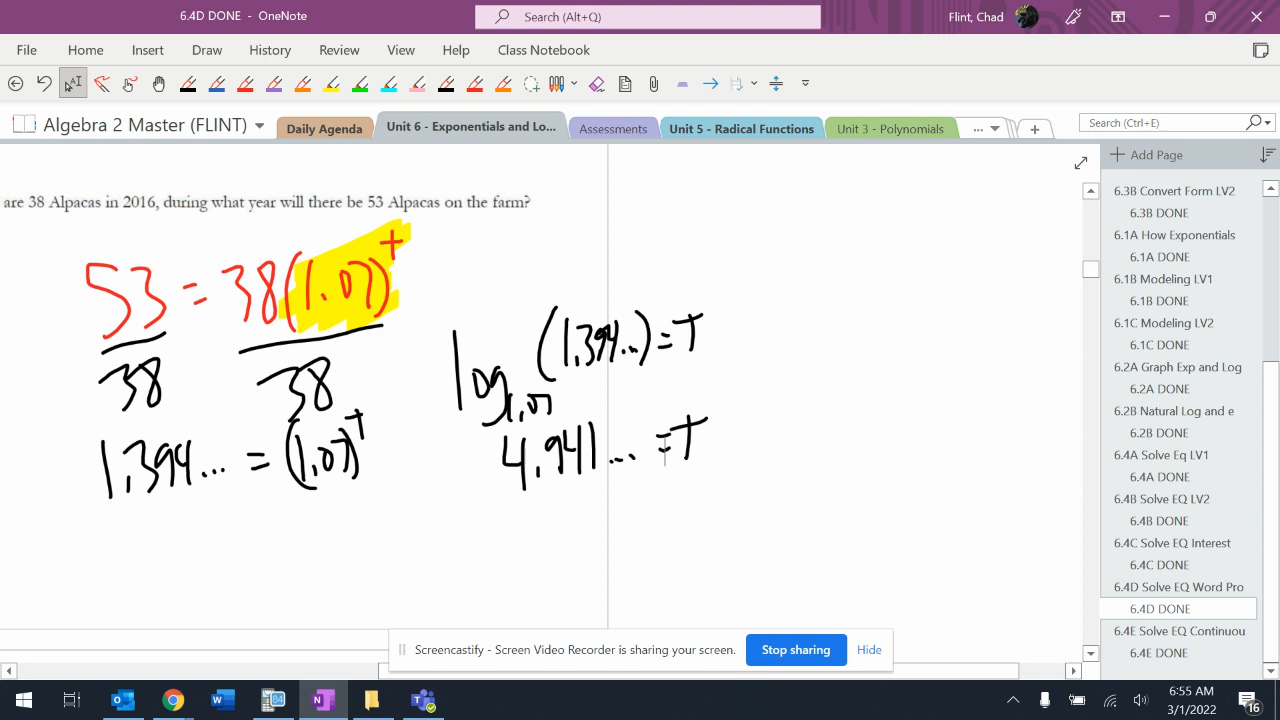 6.4D DONE - OneNote
Search (Alt+Q)
Flint, Chad
File Home Insert Draw History Review View Help Class Notebook
Algebra 2 Master (FLINT)
Daily Agenda
Unit 6 - Exponentials and Lo...
Assessments
Unit 5 - Radical Functions
Unit 3 - Polynomials
...
Search (Ctrl+E)
Add Page
are 38 Alpacas in 2016, during what year will there be 53 Alpacas on the farm?
53 = 38(1.07)^t
38 38
1.394... = (1.07)^t
log_1.07 (1.394...) = T
4.941... = T
6.3B Convert Form LV2
6.3B DONE
6.1A How Exponentials
6.1A DONE
6.1B Modeling LV1
6.1B DONE
6.1C Modeling LV2
6.1C DONE
6.2A Graph Exp and Log
6.2A DONE
6.2B Natural Log and e
6.2B DONE
6.4A Solve Eq LV1
6.4A DONE
6.4B Solve EQ LV2
6.4B DONE
6.4C Solve EQ Interest
6.4C DONE
6.4D Solve EQ Word Pro
6.4D DONE
6.4E Solve EQ Continuou
6.4E DONE
Screencastify - Screen Video Recorder is sharing your screen.
Stop sharing
Hide
6:55 AM
3/1/2022
16